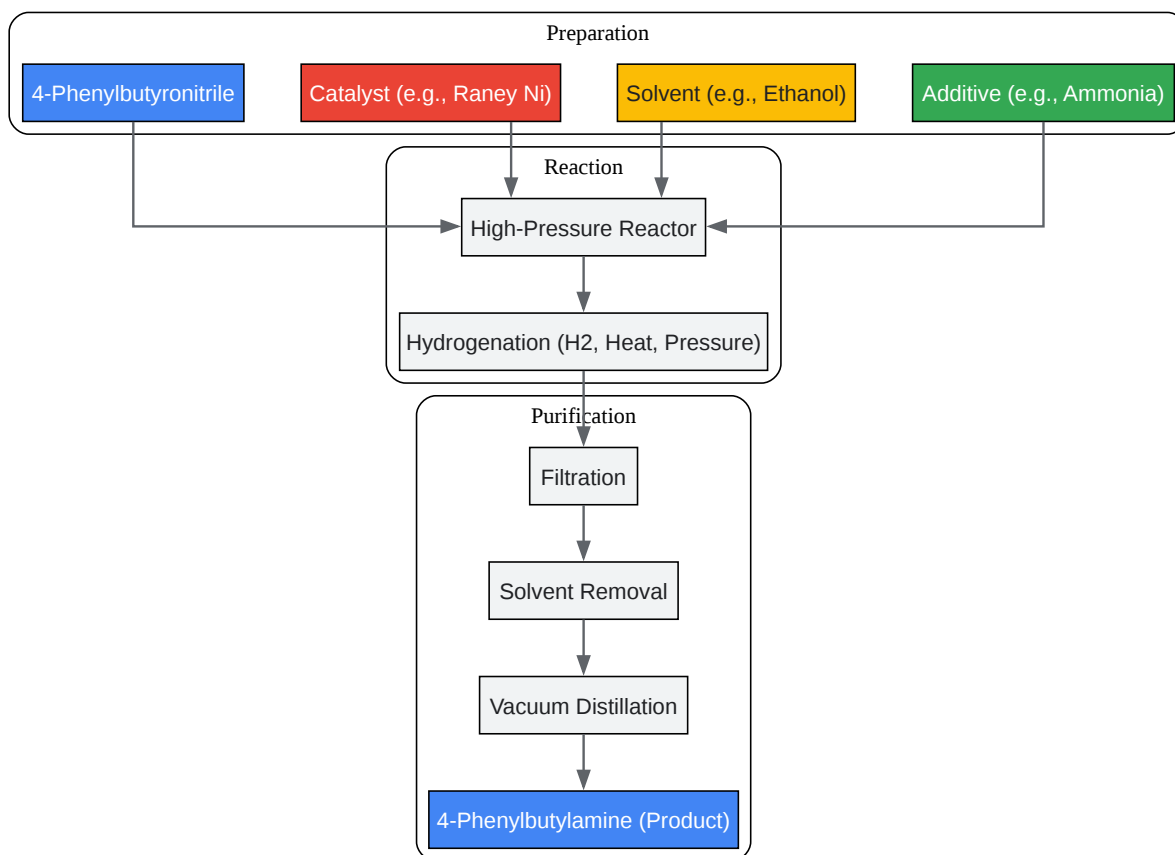 Preparation
4-Phenylbutyronitrile
Catalyst (e.g., Raney Ni)
Solvent (e.g., Ethanol)
Additive (e.g., Ammonia)
Reaction
High-Pressure Reactor
Hydrogenation (H2, Heat, Pressure)
Purification
Filtration
Solvent Removal
Vacuum Distillation
4-Phenylbutylamine (Product)